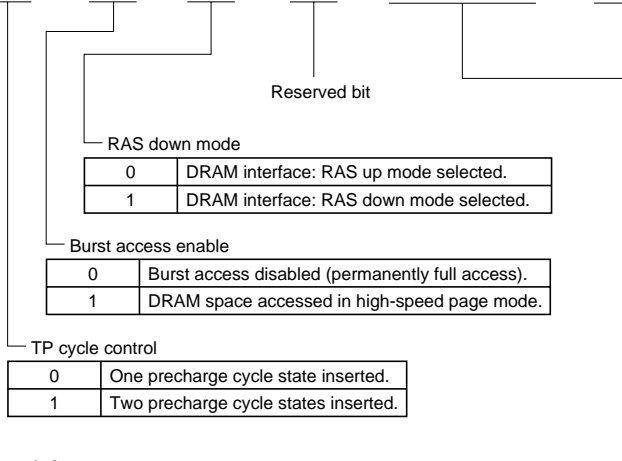 Reserved bit
RAS down mode
0 DRAM interface: RAS up mode selected.
1 DRAM interface: RAS down mode selected.
Burst access enable
0 Burst access disabled (permanently full access).
1 DRAM space accessed in high-speed page mode.
TP cycle control
0 One precharge cycle state inserted.
1 Two precharge cycle states inserted.